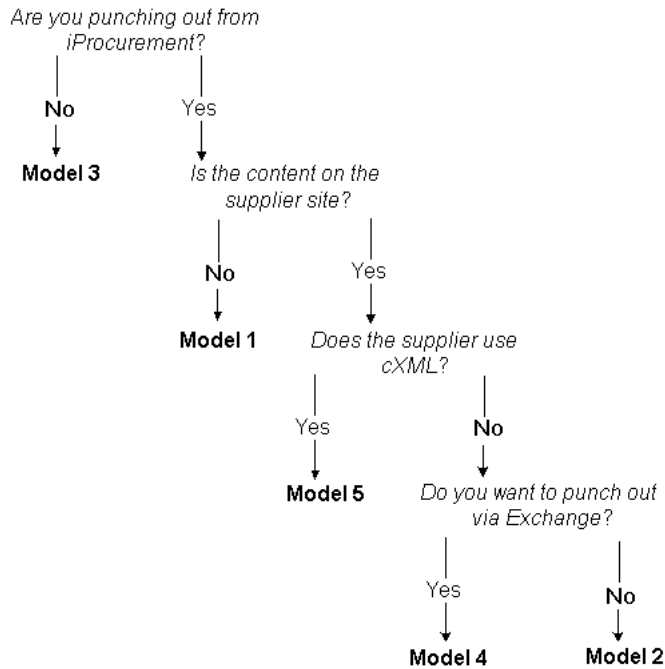 Are you punching out from
iProcurement?
No
Yes
Model 3
Is the content on the
supplier site?
No
Yes
Model 1
Does the supplier use
cXML?
Yes
No
Model 5
Do you want to punch out
via Exchange?
Yes
No
Model 4
Model 2